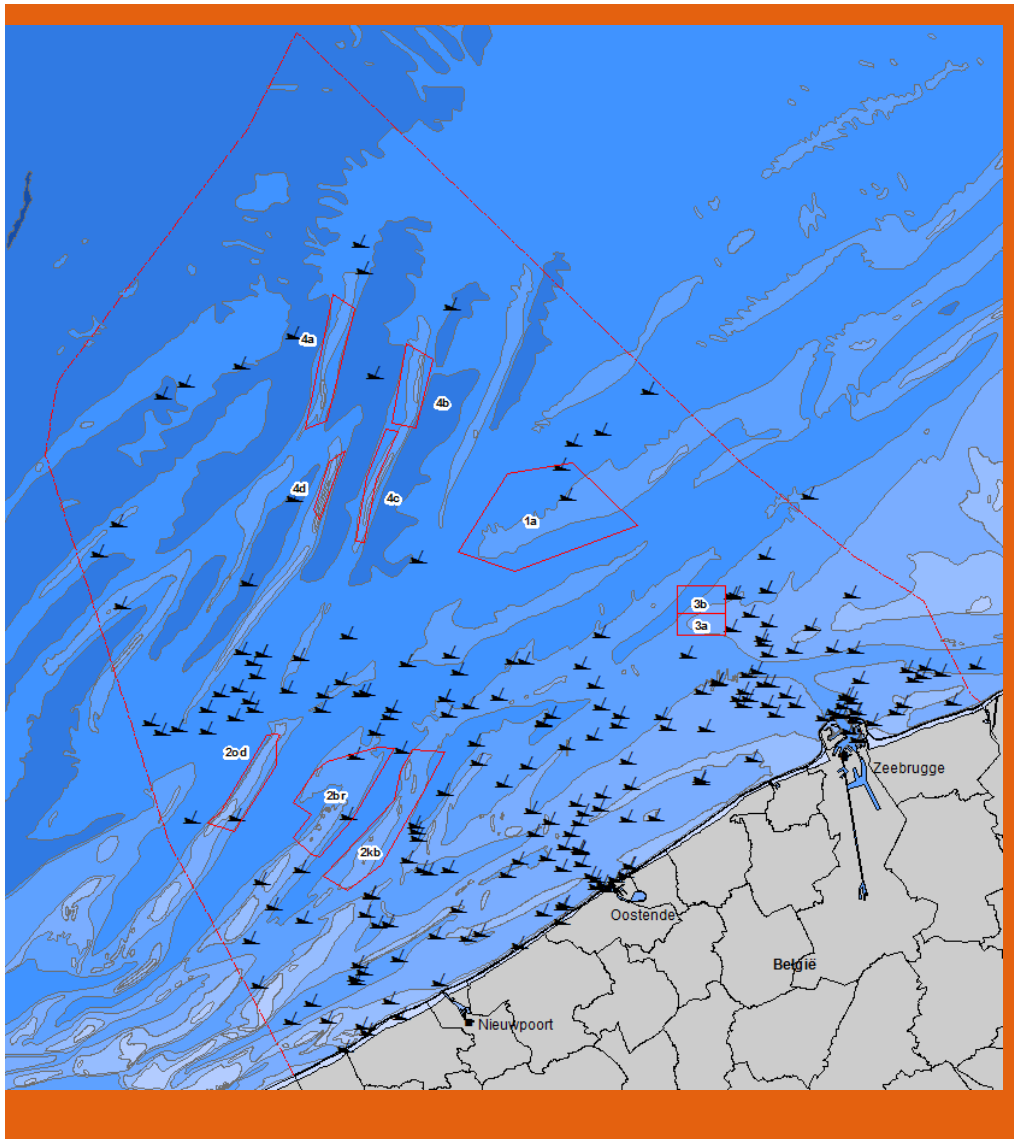 4a
4b
4d
4c
1a
3b
3a
2od
2br
2kb
Zeebrugge
Oostende
België
Nieuwpoort